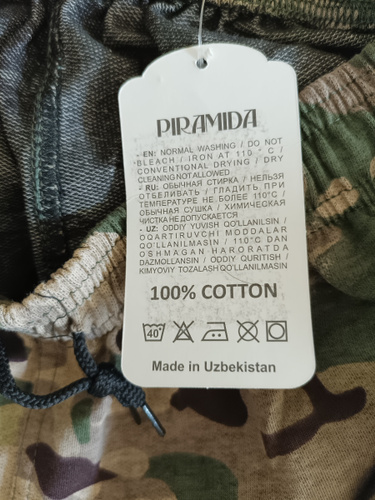 PIRAMIDA
- EN: NORMAL WASHING / DO NOT
BLEACH / IRON AT 110 ° C /
CONVENTIONAL DRYING / DRY
CLEANING NOT ALLOWED
- RU: ОБЫЧНАЯ СТИРКА / НЕЛЬЗЯ
ОТБЕЛИВАТЬ / ГЛАДИТЬ ПРИ
ТЕМПЕРАТУРЕ НЕ БОЛЕЕ 110°C /
ОБЫЧНАЯ СУШКА / ХИМИЧЕСКАЯ
ЧИСТКА НЕ ДОПУСКАЕТСЯ
- UZ: ODDIY YUVISH QO'LLANILSIN /
OQARTIRUVCHI MODDALAR
QO'LLANILMASIN / 110°C DAN
OSHMAGAN HARORATDA
DAZMOLLANSIN / ODDIY QURITISH /
KIMYOVIY TOZALASH QO'LLANILMASIN
100% COTTON
40°
Made in Uzbekistan